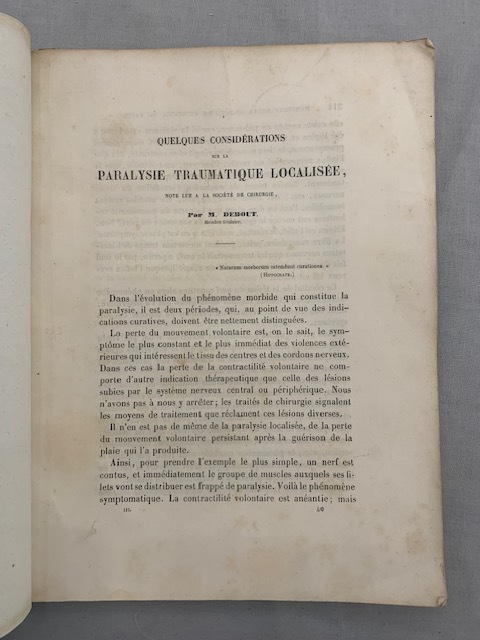 QUELQUES CONSIDÉRATIONS
SUR LA
PARALYSIE TRAUMATIQUE LOCALISÉE,
NOTE LUE A LA SOCIÉTÉ DE CHIRURGIE,
Par M. DEBOUT,
Membre titulaire.
« Naturam morborum ostendunt curationes. »
(HIPPOCRATE.)
Dans l'évolution du phénomène morbide qui constitue la
paralysie, il est deux périodes, qui, au point de vue des indi-
cations curatives, doivent être nettement distinguées.
La perte du mouvement volontaire est, on le sait, le sym-
ptôme le plus constant et le plus immédiat des violences exté-
rieures qui intéressent le tissu des centres et des cordons nerveux.
Dans ces cas la perte de la contractilité volontaire ne com-
porte d'autre indication thérapeutique que celle des lésions
subies par le système nerveux central ou périphérique. Nous
n'avons pas à nous y arrêter; les traités de chirurgie signalent
les moyens de traitement que réclament ces lésions diverses.
Il n'en est pas de même de la paralysie localisée, de la perte
du mouvement volontaire persistant après la guérison de la
plaie qui l'a produite.
Ainsi, pour prendre l'exemple le plus simple, un nerf est
contus, et immédiatement le groupe de muscles auxquels ses fi-
lets vont se distribuer est frappé de paralysie. Voilà le phénomène
symptomatique. La contractilité volontaire est anéantie; mais
III. 40